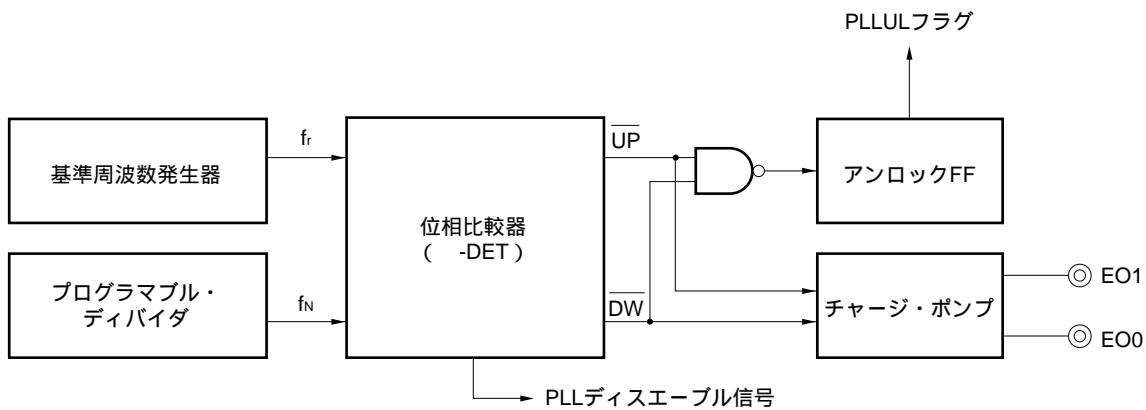 PLLULフラグ
基準周波数発生器
fr
UP
アンロックFF
位相比較器
(　-DET)
プログラマブル・
ディバイダ
fN
DW
チャージ・ポンプ
EO1
EO0
PLLディスエーブル信号